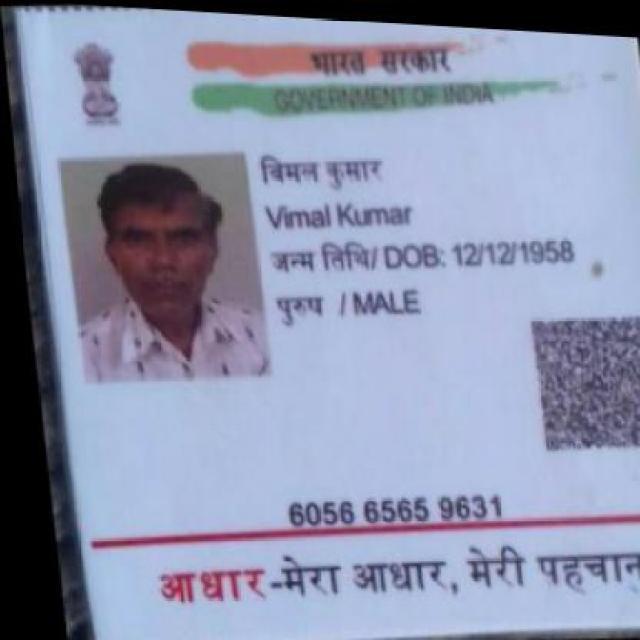 भारत सरकार
GOVERNMENT OF INDIA
विमल कुमार
Vimal Kumar
जन्म तिथि/ DOB: 12/12/1958
पुरुष / MALE
6056 6565 9631
आधार-मेरा आधार, मेरी पहचान